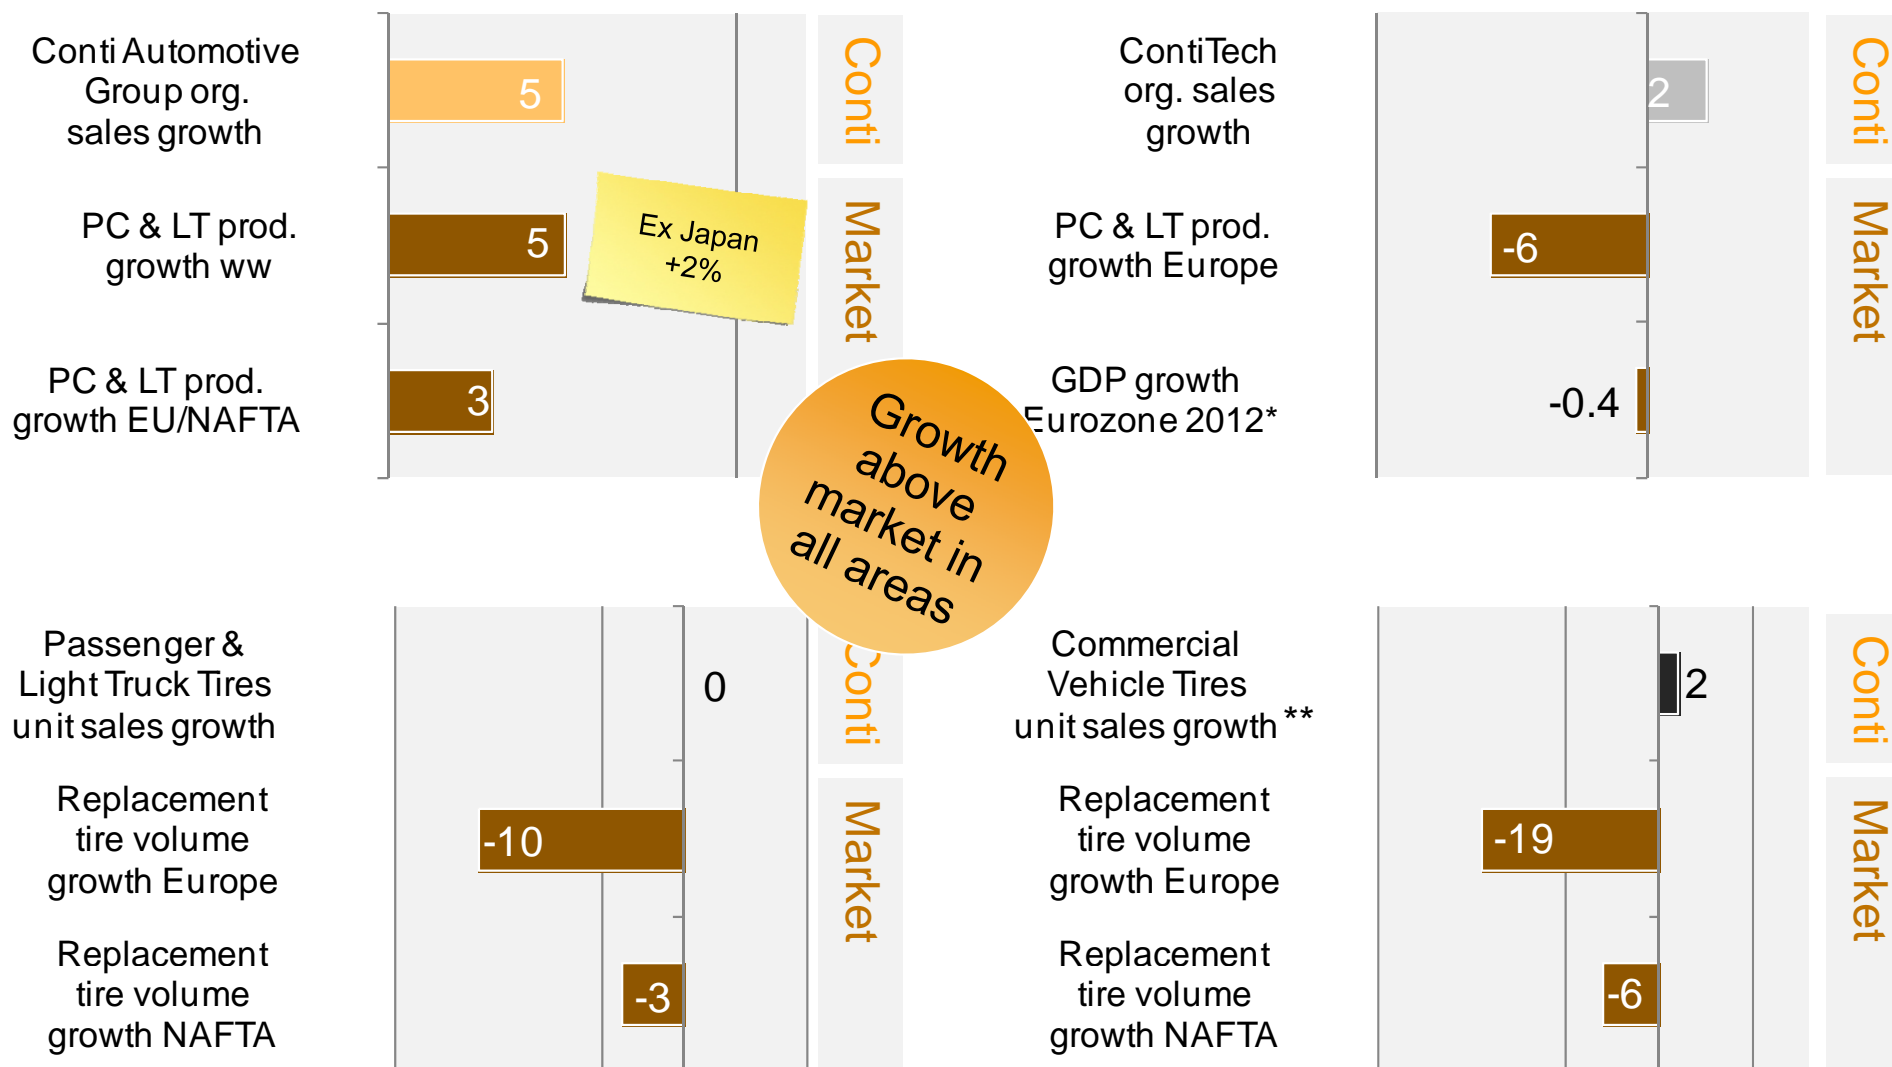 Conti Automotive
Group org.
sales growth
5
Conti
PC & LT prod.
growth ww
5
Ex Japan
+2%
Market
PC & LT prod.
growth EU/NAFTA
3
ContiTech
org. sales
growth
2
Conti
PC & LT prod.
growth Europe
-6
Market
GDP growth
Eurozone 2012*
-0.4
Growth
above
market in
all areas
Passenger &
Light Truck Tires
unit sales growth
0
Conti
Replacement
tire volume
growth Europe
-10
Market
Replacement
tire volume
growth NAFTA
-3
Commercial
Vehicle Tires
unit sales growth **
2
Conti
Replacement
tire volume
growth Europe
-19
Market
Replacement
tire volume
growth NAFTA
-6